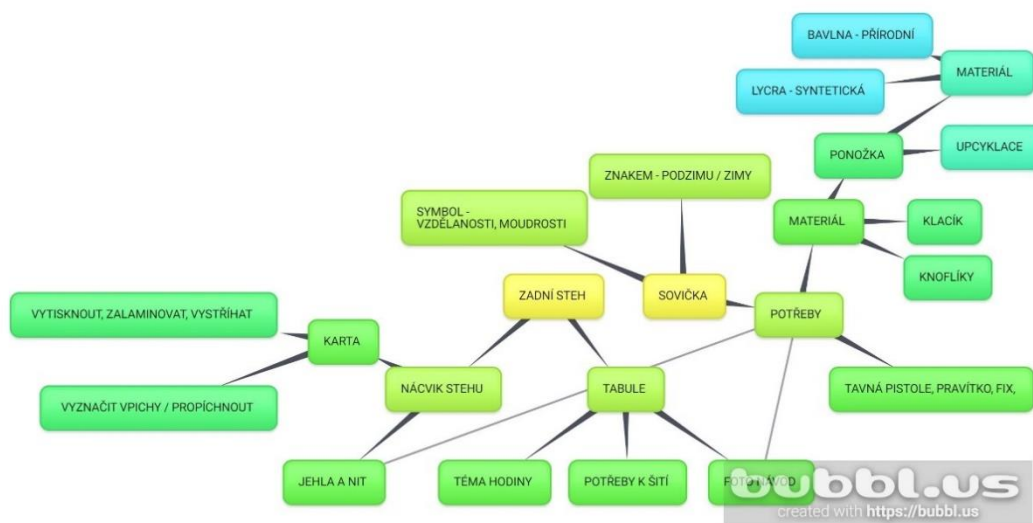 BAVLNA - PŘÍRODNÍ
MATERIÁL
LYCRA - SYNTETICKÁ
UPCYKLACE
PONOŽKA
ZNAKEM - PODZIMU / ZIMY
SYMBOL -
VZDĚLANOSTI, MOUDROSTI
MATERIÁL
KLACÍK
KNOFLÍKY
ZADNÍ STEH
SOVIČKA
POTŘEBY
VYTISKNOUT, ZALAMINOVAT, VYSTŘÍHAT
KARTA
NÁCVIK STEHU
TABULE
TAVNÁ PISTOLE, PRAVÍTKO, FIX,
VYZNAČIT VPICHY / PROPÍCHNOUT
JEHLA A NIT
TÉMA HODINY
POTŘEBY K ŠITÍ
FOTO NÁVOD
bubbl.us
created with https://bubbl.us